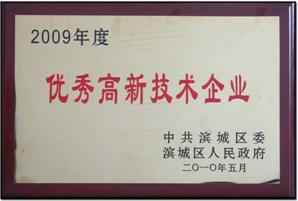 2009年度
优秀高新技术企业
中共滨城区委
滨城区人民政府
二〇一〇年五月